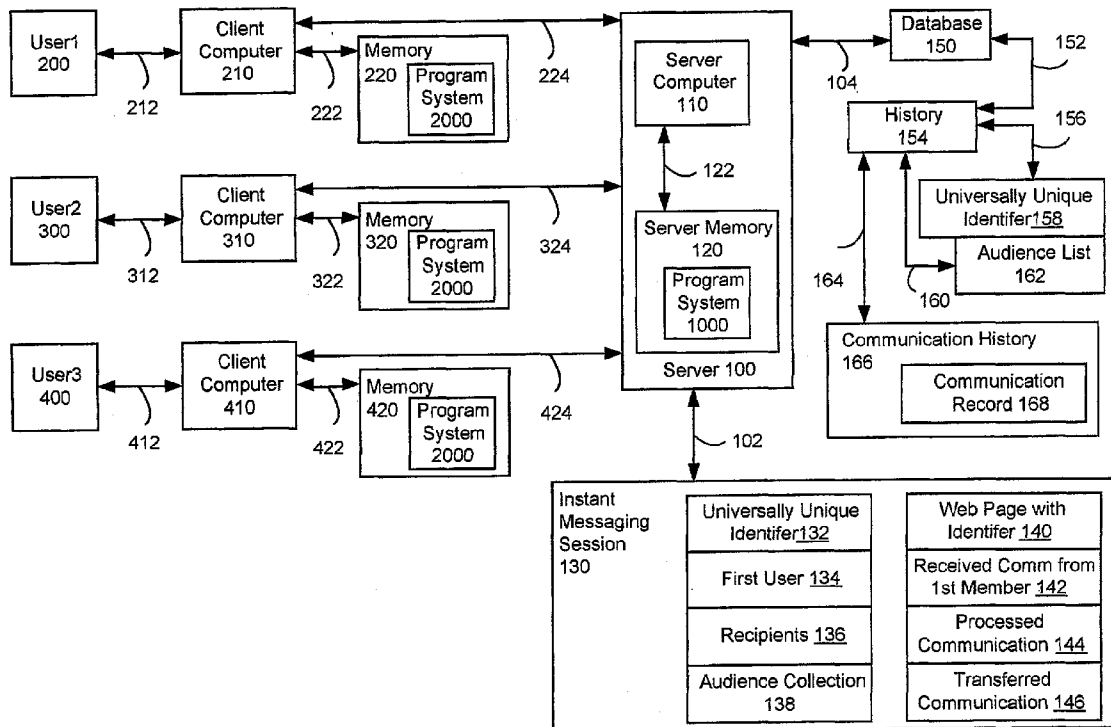 User1
200
212
Client
Computer
210
222
Memory
220
Program
System
2000
224
User2
300
312
Client
Computer
310
322
Memory
320
Program
System
2000
324
User3
400
412
Client
Computer
410
422
Memory
420
Program
System
2000
424
Server
Computer
110
122
Server Memory
120
Program
System
1000
Server 100
102
104
Database
150
152
History
154
156
Universally Unique
Identifer158
Audience List
162
160
164
Communication History
166
Communication
Record 168
Instant
Messaging
Session
130
Universally Unique
Identifer132
First User 134
Recipients 136
Audience Collection
138
Web Page with
Identifer 140
Received Comm from
1st Member 142
Processed
Communication 144
Transferred
Communication 146